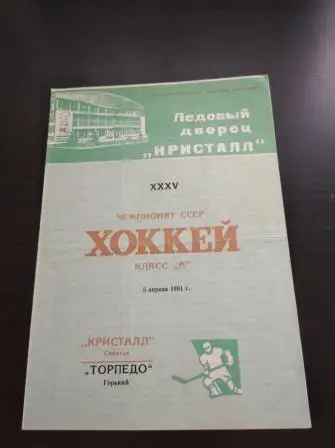 Ледовый
дворец
„КРИСТАЛЛ"
XXXV
ЧЕМПИОНАТ СССР
ХОККЕЙ
КЛАСС „А"
5 апреля 1981 г.
„КРИСТАЛЛ"
Саратов
„ТОРПЕДО"
Горький